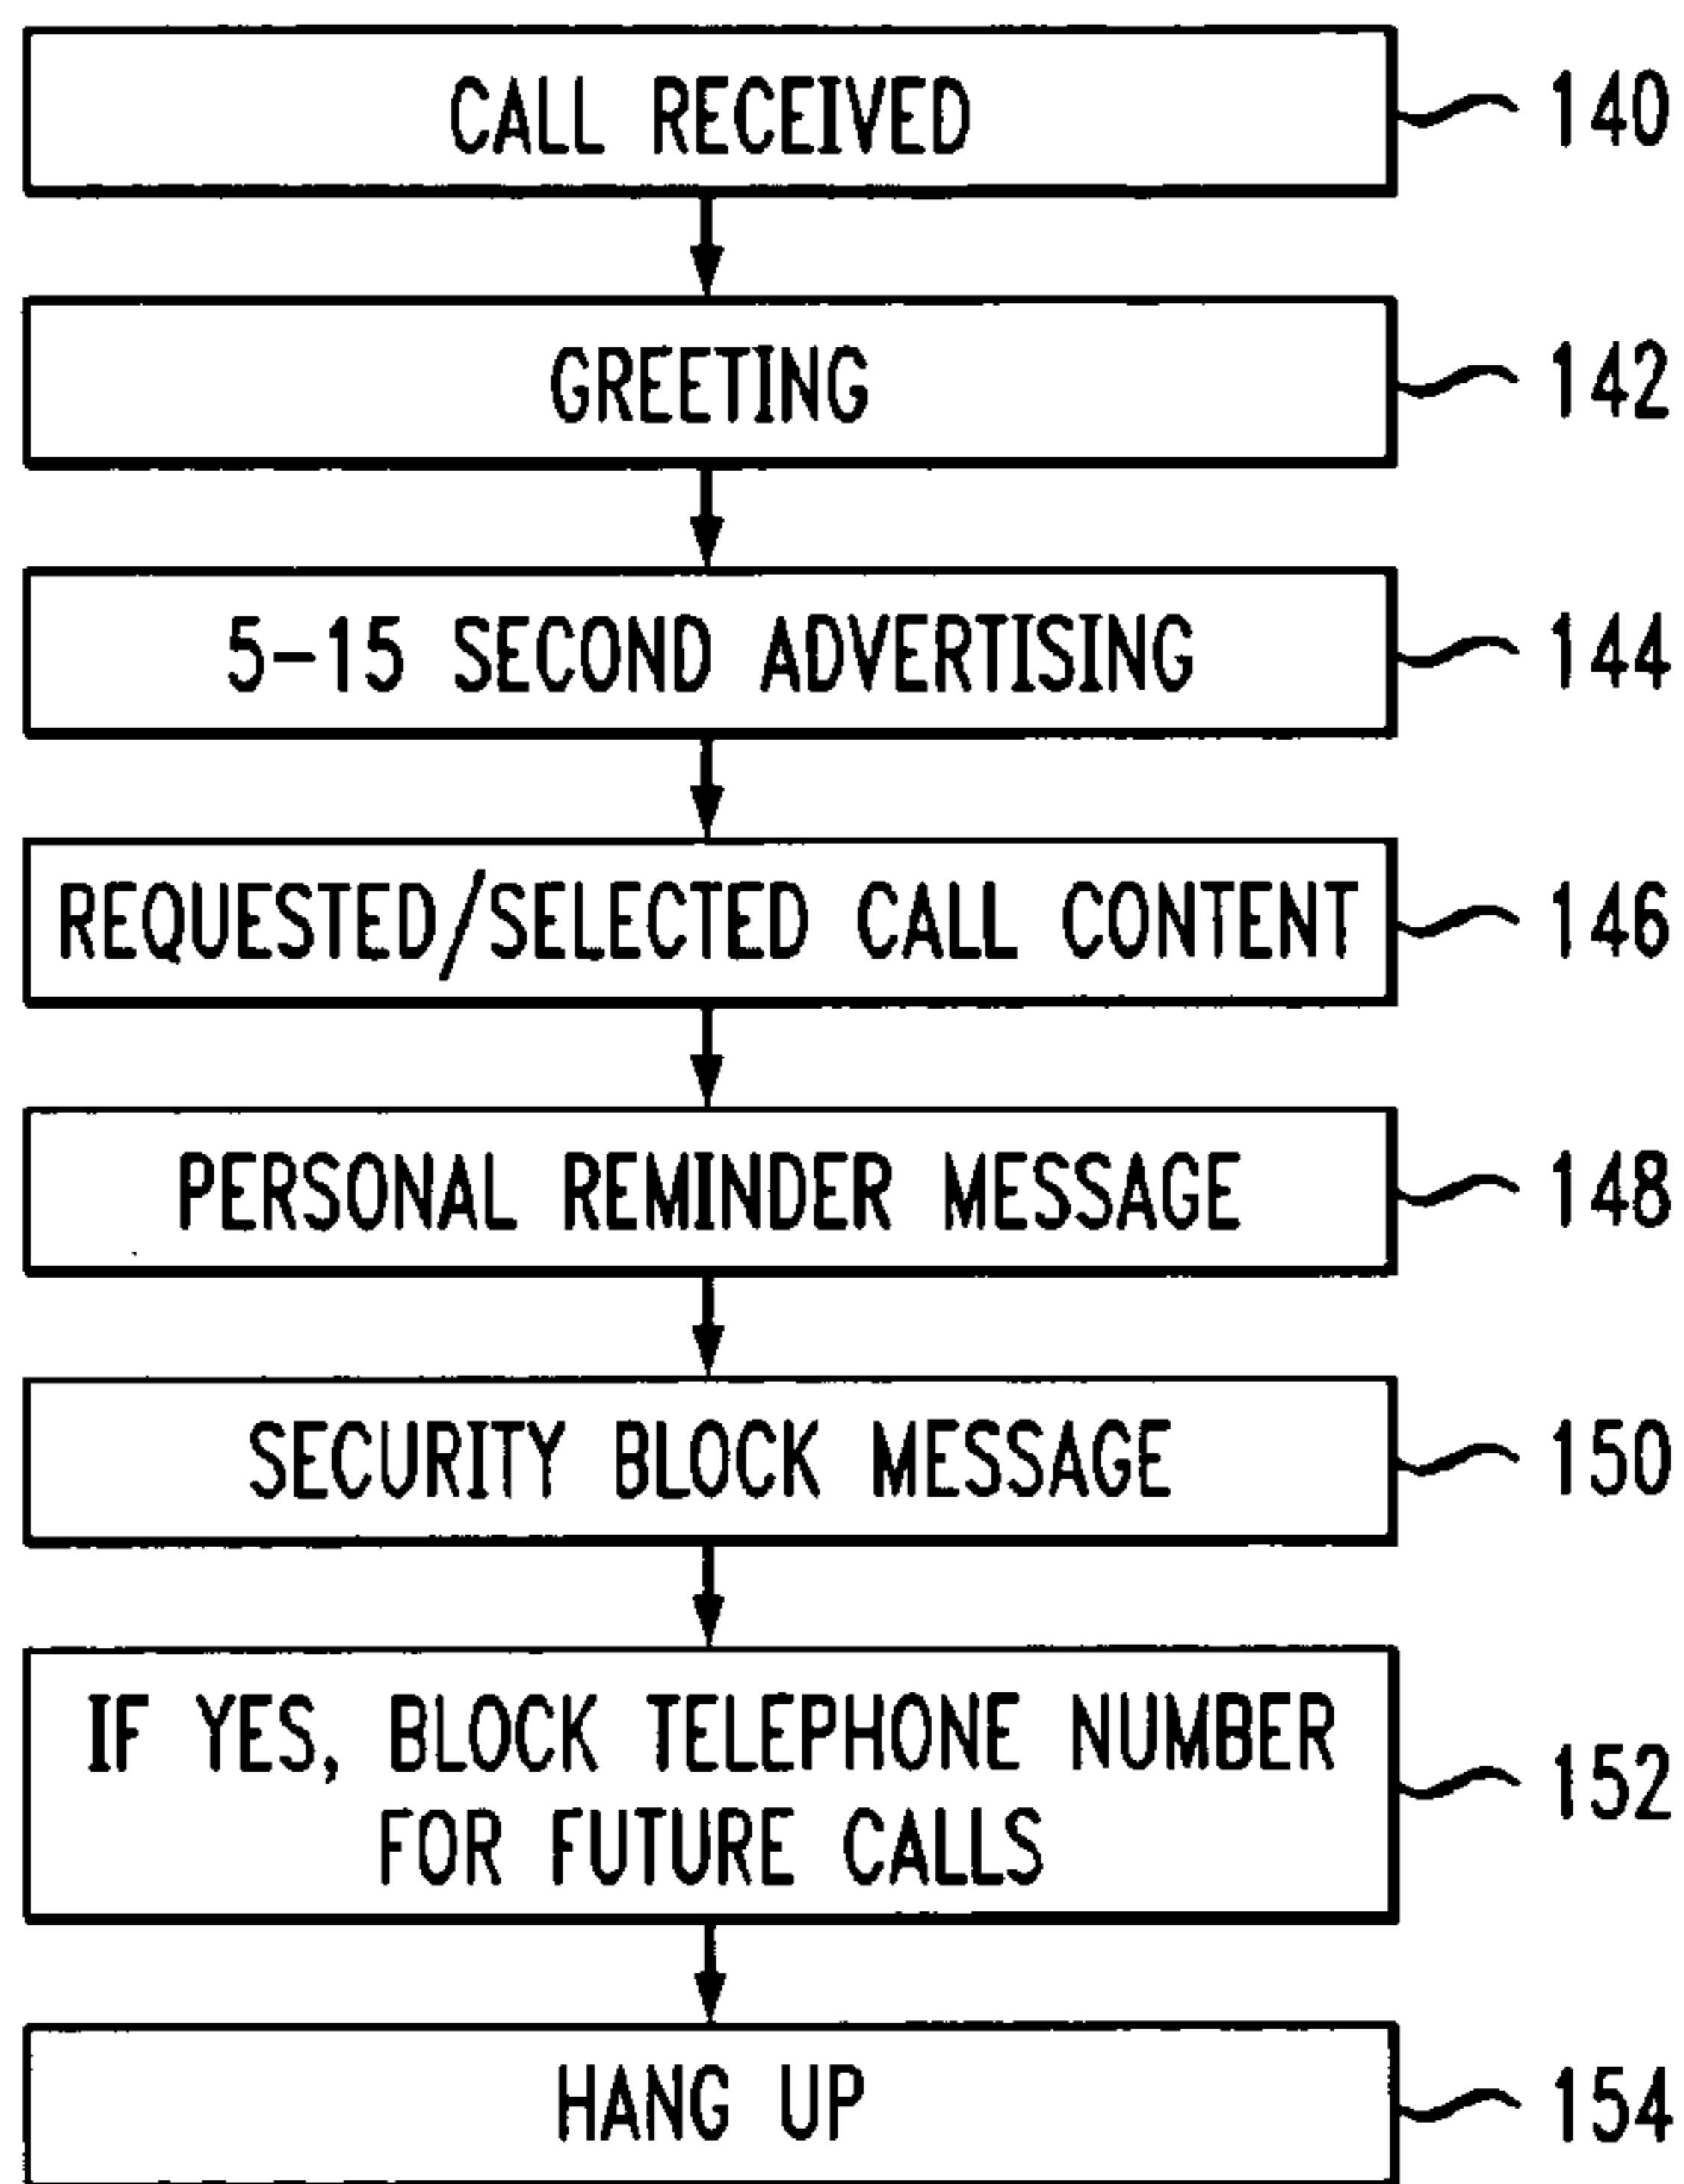 CALL RECEIVED 140
GREETING 142
5-15 SECOND ADVERTISING 144
REQUESTED/SELECTED CALL CONTENT 146
PERSONAL REMINDER MESSAGE 148
SECURITY BLOCK MESSAGE 150
IF YES, BLOCK TELEPHONE NUMBER
FOR FUTURE CALLS 152
HANG UP 154